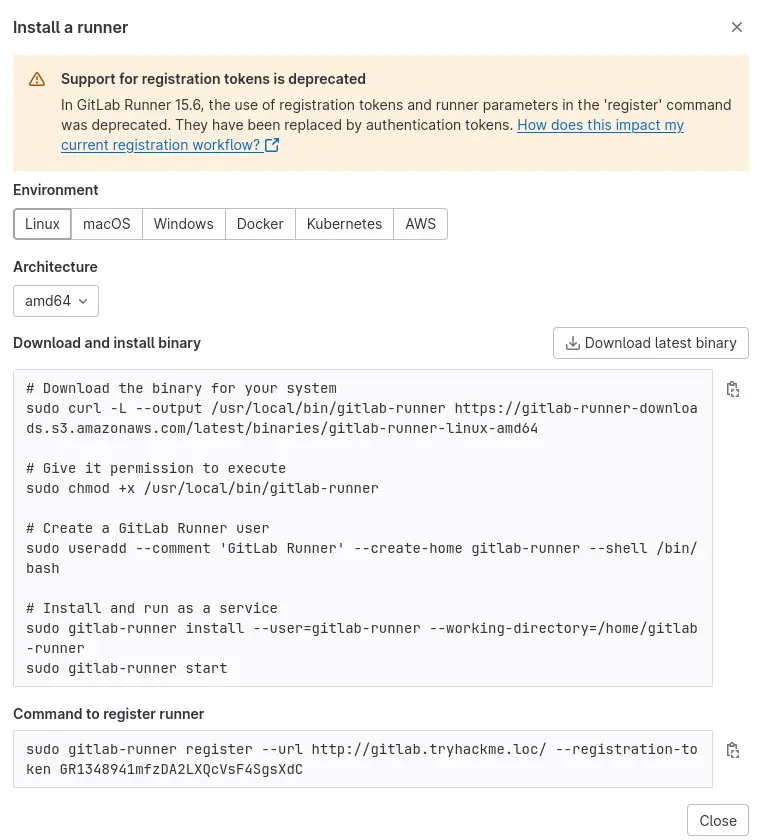 Install a runner
Support for registration tokens is deprecated
In GitLab Runner 15.6, the use of registration tokens and runner parameters in the 'register' command
was deprecated. They have been replaced by authentication tokens. How does this impact my
current registration workflow?
Environment
Linux macOS Windows Docker Kubernetes AWS
Architecture
amd64
Download and install binary Download latest binary
# Download the binary for your system
sudo curl -L --output /usr/local/bin/gitlab-runner https://gitlab-runner-downloa
ds.s3.amazonaws.com/latest/binaries/gitlab-runner-linux-amd64
# Give it permission to execute
sudo chmod +x /usr/local/bin/gitlab-runner
# Create a GitLab Runner user
sudo useradd --comment 'GitLab Runner' --create-home gitlab-runner --shell /bin/
bash
# Install and run as a service
sudo gitlab-runner install --user=gitlab-runner --working-directory=/home/gitlab
-runner
sudo gitlab-runner start
Command to register runner
sudo gitlab-runner register --url http://gitlab.tryhackme.loc/ --registration-to
ken GR1348941mfzDA2LXQcVsF4SgsXdC
Close